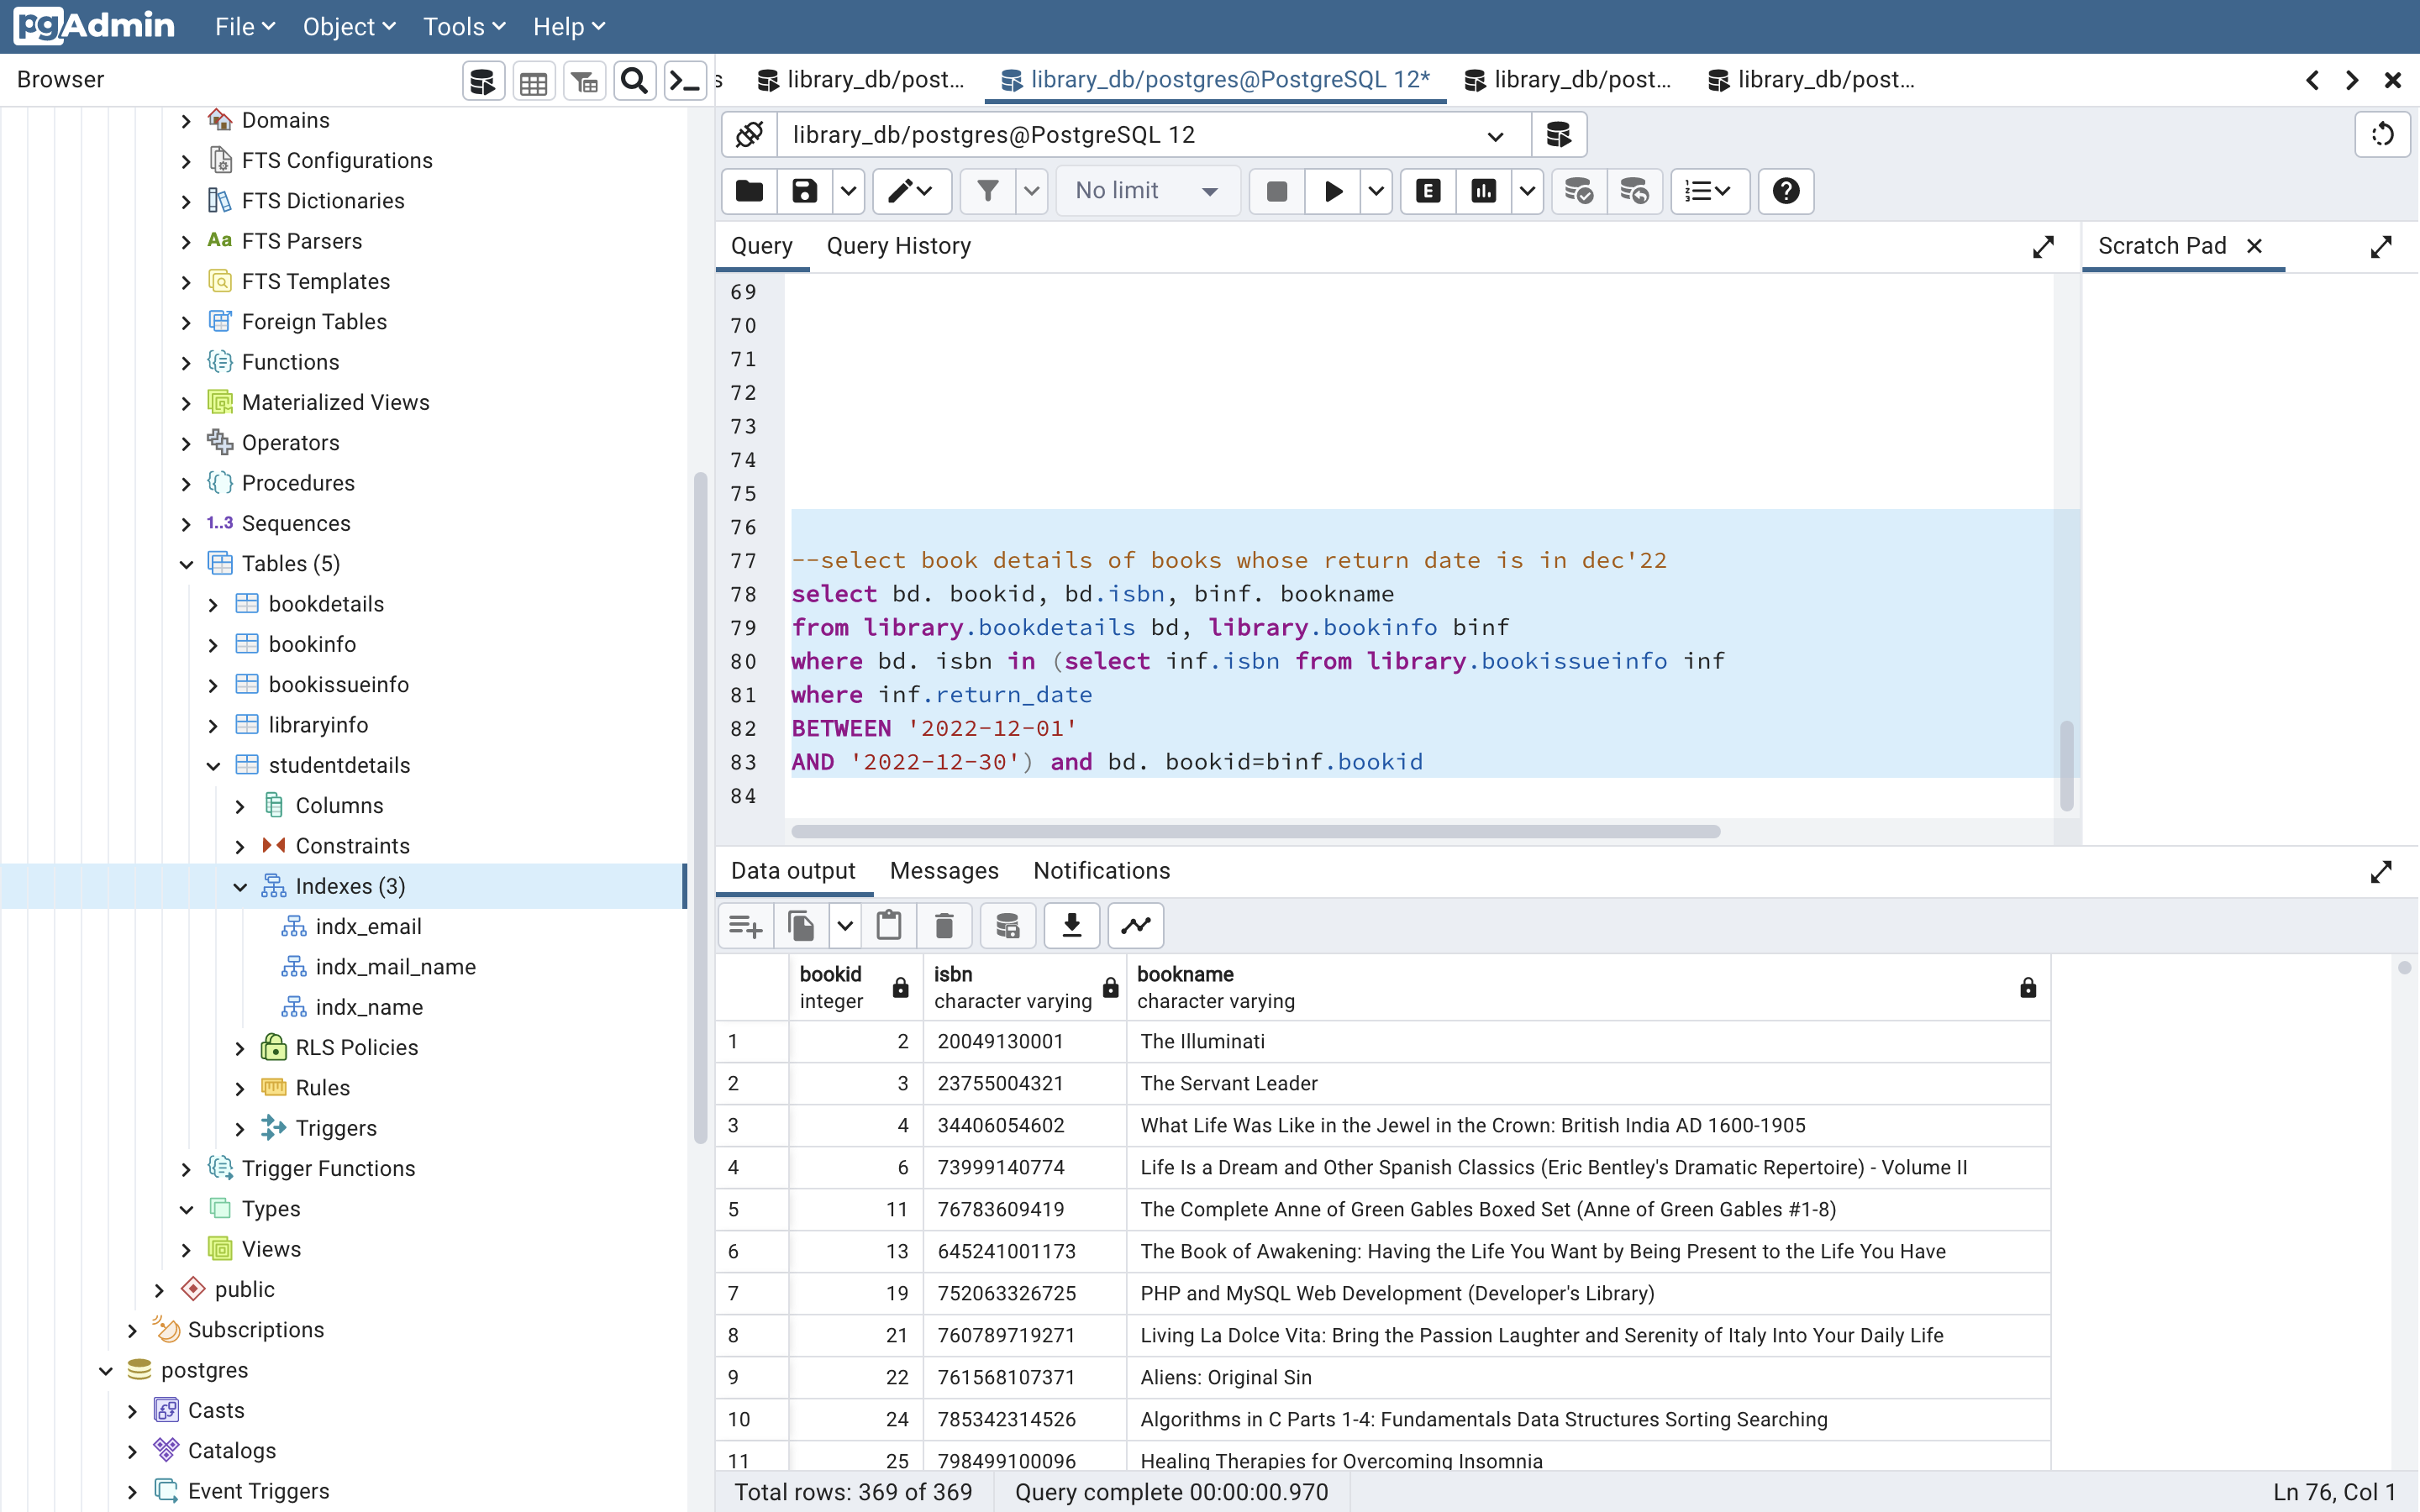 pgAdmin File Object Tools Help
Browser
s library_db/post... library_db/postgres@PostgreSQL 12* library_db/post... library_db/post...
Domains
FTS Configurations
FTS Dictionaries
Aa FTS Parsers
FTS Templates
Foreign Tables
Functions
Materialized Views
Operators
Procedures
1..3 Sequences
Tables (5)
bookdetails
bookinfo
bookissueinfo
libraryinfo
studentdetails
Columns
Constraints
Indexes (3)
indx_email
indx_mail_name
indx_name
RLS Policies
Rules
Triggers
Trigger Functions
Types
Views
public
Subscriptions
postgres
Casts
Catalogs
Event Triggers
library_db/postgres@PostgreSQL 12
No limit E
Query Query History
Scratch Pad
69
70
71
72
73
74
75
76
77 --select book details of books whose return date is in dec'22
78 select bd. bookid, bd.isbn, binf. bookname
79 from library.bookdetails bd, library.bookinfo binf
80 where bd. isbn in (select inf.isbn from library.bookissueinfo inf
81 where inf.return_date
82 BETWEEN '2022-12-01'
83 AND '2022-12-30') and bd. bookid=binf.bookid
84
Data output Messages Notifications
bookid isbn bookname
integer character varying character varying
1 2 20049130001 The Illuminati
2 3 23755004321 The Servant Leader
3 4 34406054602 What Life Was Like in the Jewel in the Crown: British India AD 1600-1905
4 6 73999140774 Life Is a Dream and Other Spanish Classics (Eric Bentley's Dramatic Repertoire) - Volume II
5 11 76783609419 The Complete Anne of Green Gables Boxed Set (Anne of Green Gables #1-8)
6 13 645241001173 The Book of Awakening: Having the Life You Want by Being Present to the Life You Have
7 19 752063326725 PHP and MySQL Web Development (Developer's Library)
8 21 760789719271 Living La Dolce Vita: Bring the Passion Laughter and Serenity of Italy Into Your Daily Life
9 22 761568107371 Aliens: Original Sin
10 24 785342314526 Algorithms in C Parts 1-4: Fundamentals Data Structures Sorting Searching
11 25 798499100096 Healing Therapies for Overcoming Insomnia
Total rows: 369 of 369 Query complete 00:00:00.970 Ln 76, Col 1